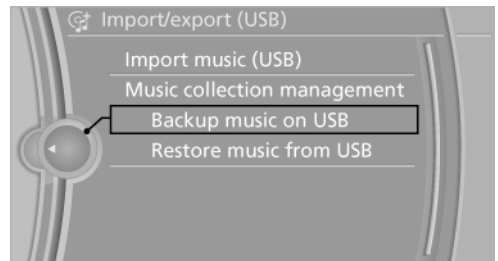 Import/export (USB)
Import music (USB)
Music collection management
Backup music on USB
Restore music from USB